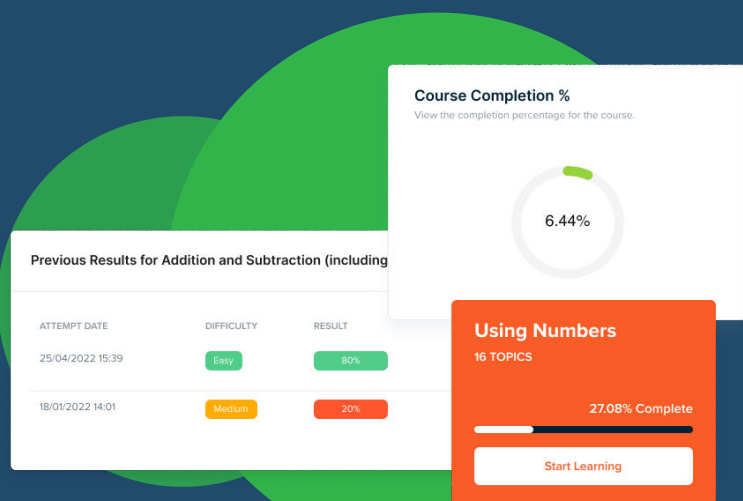 Course Completion %
View the completion percentage for the course.
6.44%
Previous Results for Addition and Subtraction (including
ATTEMPT DATE DIFFICULTY RESULT
25/04/2022 15:39 Easy 80%
18/01/2022 14:01 Medium 20%
Using Numbers
16 TOPICS
27.08% Complete
Start Learning